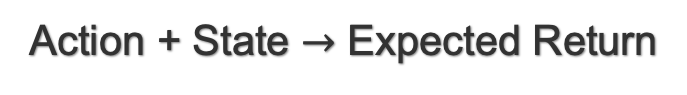 Action + State → Expected Return